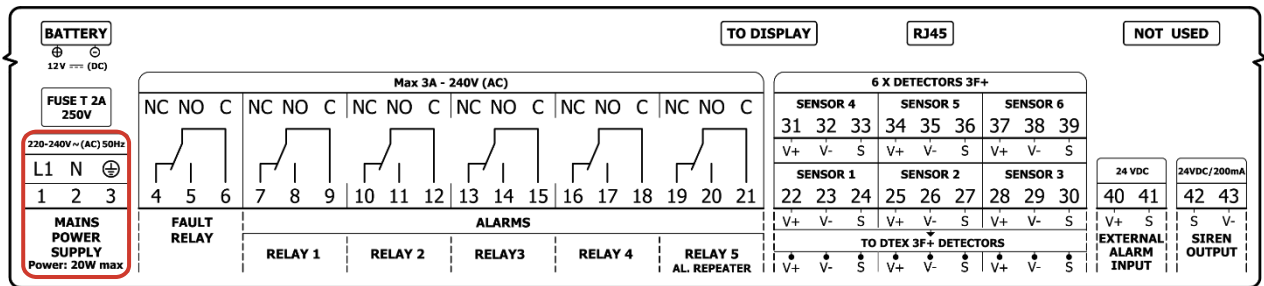 BATTERY TO DISPLAY RJ45 NOT USED
⊕ ⊖
12V ⎓ (DC)
FUSE T 2A
250V
220-240V~(AC) 50Hz
L1 N ⏚
1 2 3
MAINS
POWER
SUPPLY
Power: 20W max
Max 3A - 240V (AC)
NC NO C NC NO C NC NO C NC NO C NC NO C NC NO C
4 5 6 7 8 9 10 11 12 13 14 15 16 17 18 19 20 21
FAULT
RELAY
ALARMS
RELAY 1 RELAY 2 RELAY3 RELAY 4 RELAY 5
AL. REPEATER
6 X DETECTORS 3F+
SENSOR 4 SENSOR 5 SENSOR 6
31 32 33 34 35 36 37 38 39
V+ V- S V+ V- S V+ V- S
SENSOR 1 SENSOR 2 SENSOR 3
22 23 24 25 26 27 28 29 30
V+ V- S V+ V- S V+ V- S
TO DTEX 3F+ DETECTORS
V+ V- S V+ V- S V+ V- S
24 VDC
40 41
V+ S
EXTERNAL
ALARM
INPUT
24VDC/200mA
42 43
S V-
SIREN
OUTPUT